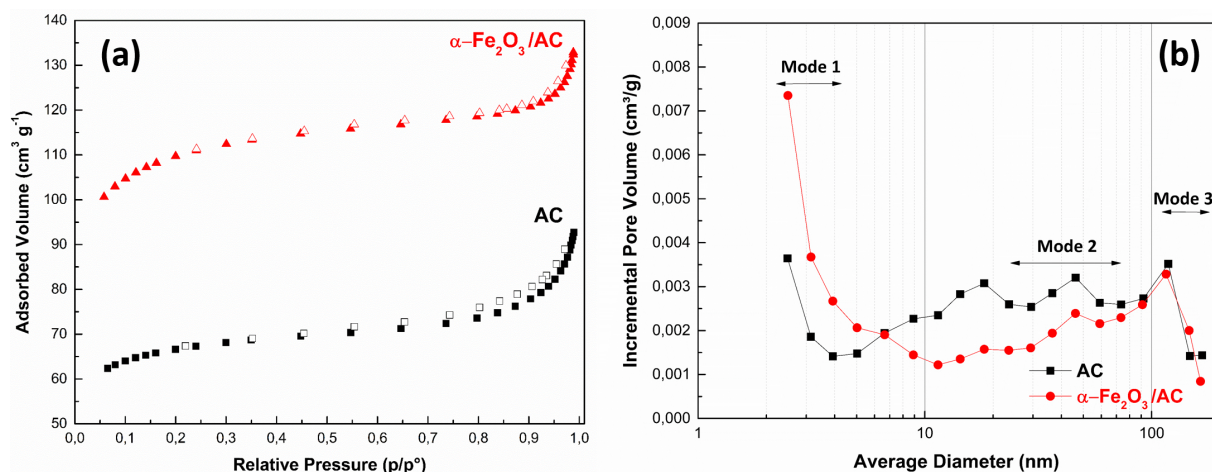 (a)
α–Fe₂O₃/AC
AC
Adsorbed Volume (cm³ g⁻¹)
140
130
120
110
100
90
80
70
60
50
0,0 0,1 0,2 0,3 0,4 0,5 0,6 0,7 0,8 0,9 1,0
Relative Pressure (p/p°)
(b)
Mode 1
Mode 2
Mode 3
Incremental Pore Volume (cm³/g)
0,009
0,008
0,007
0,006
0,005
0,004
0,003
0,002
0,001
0,000
AC
α–Fe₂O₃/AC
1 10 100
Average Diameter (nm)